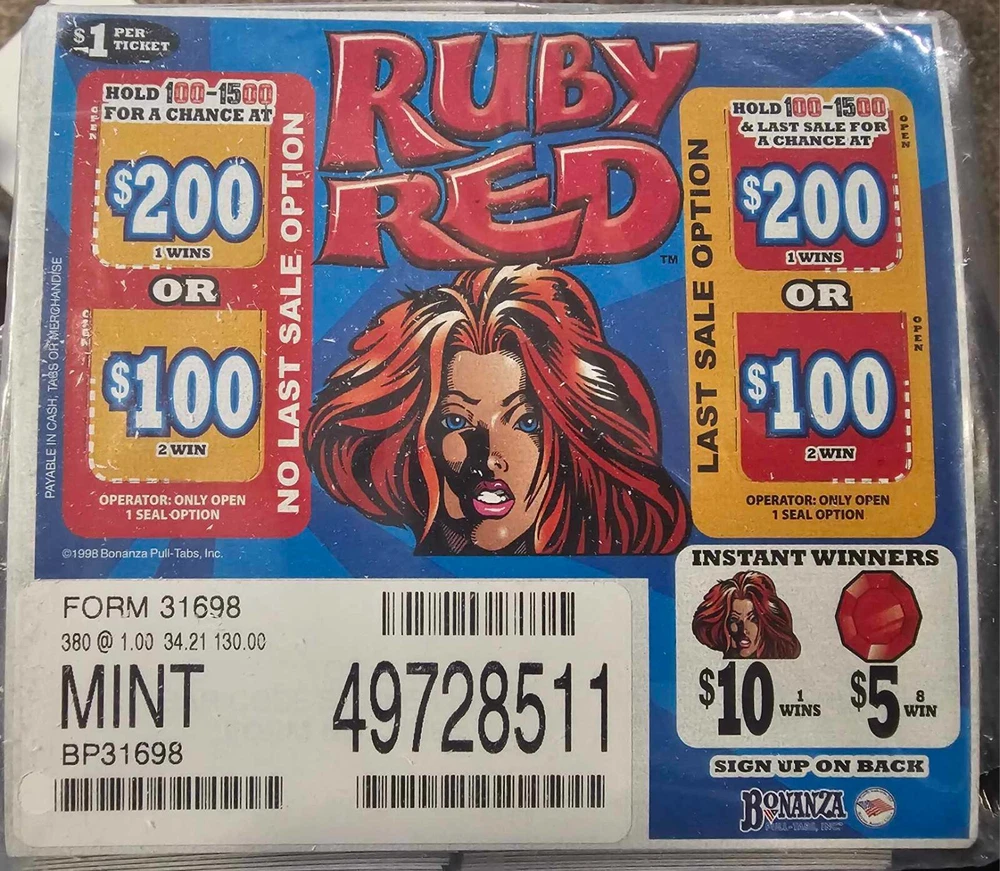 $1 PER TICKET
RUBY
RED
TM
HOLD 100-1500
FOR A CHANCE AT
$200
1 WINS
OR
$100
2 WIN
OPERATOR: ONLY OPEN
1 SEAL OPTION
NO LAST SALE OPTION
PAYABLE IN CASH, TABS OR MERCHANDISE
©1998 Bonanza Pull-Tabs, Inc.
LAST SALE OPTION
HOLD 100-1500
& LAST SALE FOR
A CHANCE AT
OPEN
$200
1 WINS
OR
OPEN
$100
2 WIN
OPERATOR: ONLY OPEN
1 SEAL OPTION
INSTANT WINNERS
$10 1 WINS
$5 8 WIN
SIGN UP ON BACK
BONANZA
PULL-TABS, INC.
FORM 31698
380 @ 1.00 34.21 130.00
MINT
49728511
BP31698